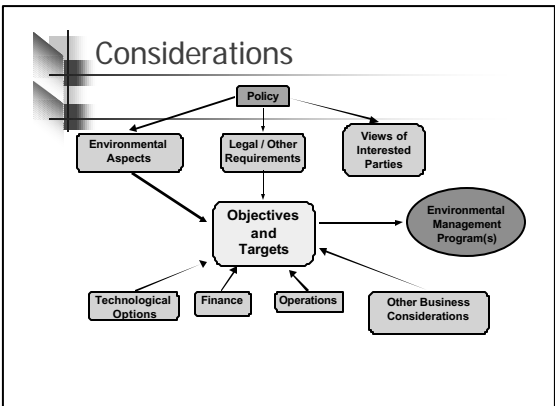 Considerations
Policy
Environmental
Aspects
Legal / Other
Requirements
Views of
Interested
Parties
Objectives
and
Targets
Environmental
Management
Program(s)
Technological
Options
Finance
Operations
Other Business
Considerations